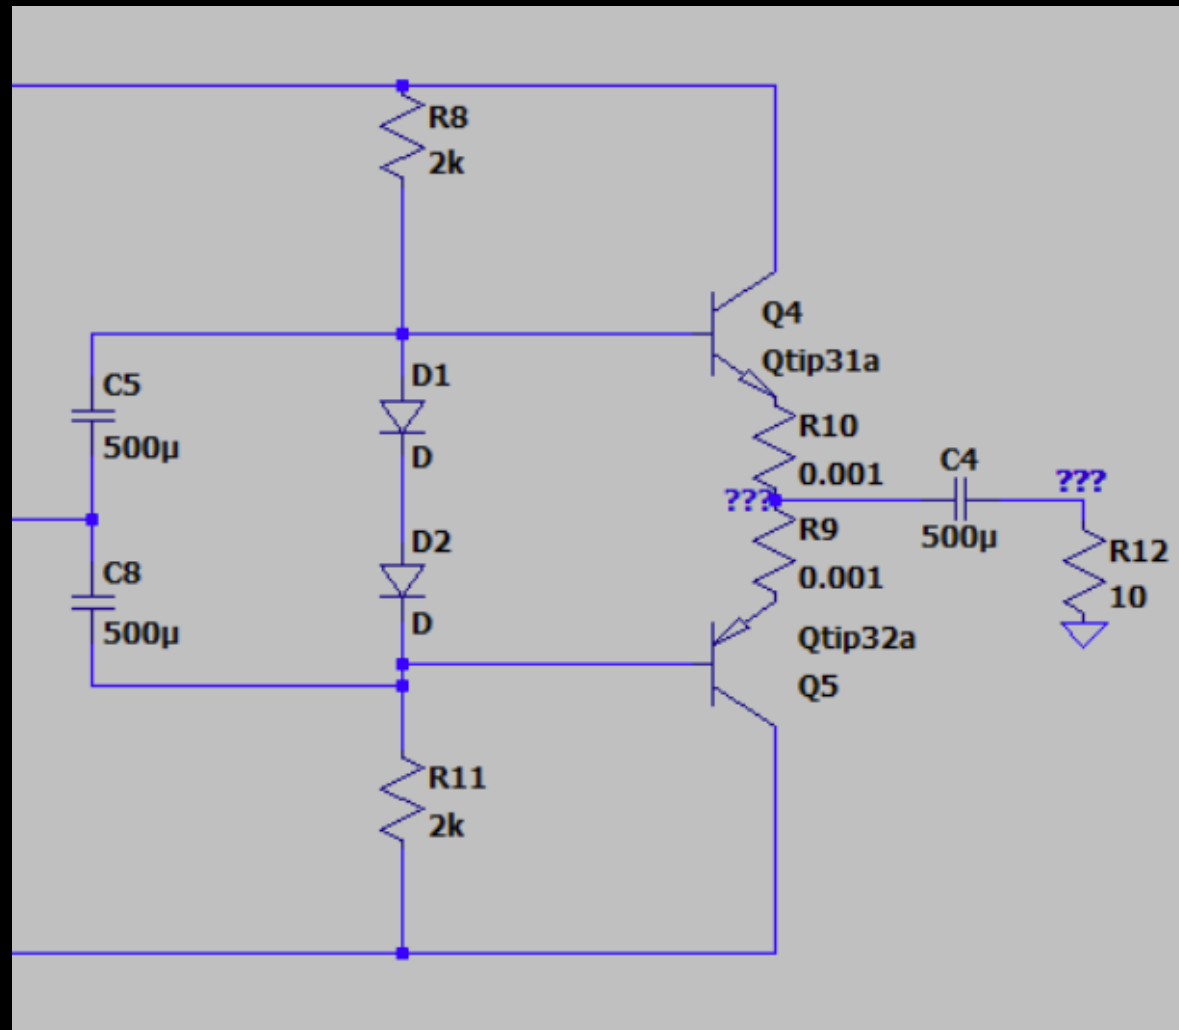 R8
2k
Q4
Qtip31a
D1
C5
D
500µ
R10
0.001
C4
???
???
500µ
R9
0.001
D2
D
C8
500µ
R12
10
Qtip32a
Q5
R11
2k